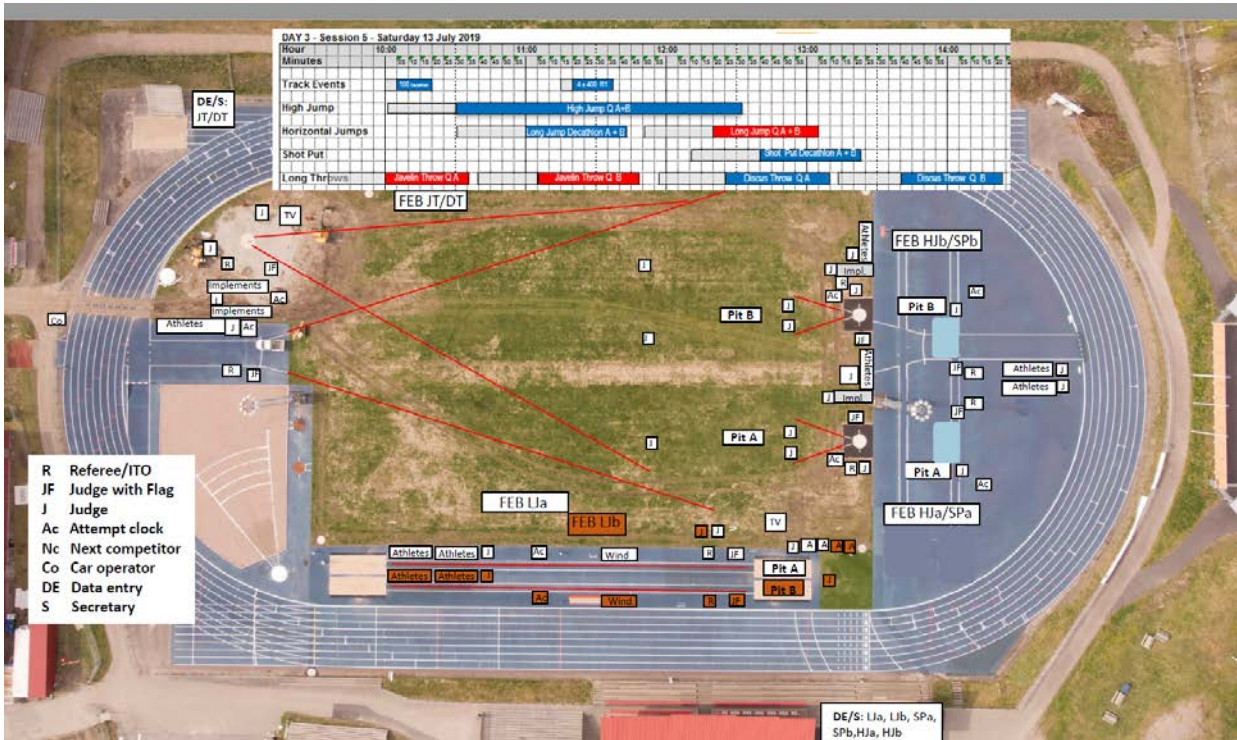 DAY 3 - Session 5 - Saturday 13 July 2019
Hour 10:00 11:00 12:00 13:00 14:00
Minutes
Track Events 4 x 400 R1
High Jump High Jump Q A+B
Horizontal Jumps Long Jump Decathlon A + B Long Jump Q A + B
Shot Put Shot Put Decathlon A + B
Long Throws Javelin Throw Q A Javelin Throw Q B Discus Throw Q A Discus Throw Q B
DE/S:
JT/DT
FEB JT/DT
J TV
J
R JF
Implements
J Ac
Implements
Athletes J Ac
Co
R JF
J
J
J
Athletes
J
J Impl.
R J
Ac
J
Pit B
J
JF
Athletes
J
J Impl.
JF
J
Pit A
J
Ac
R J
FEB HJb/SPb
Ac
Pit B J
JF R
Athletes J
Athletes J
R
JF
Pit A J
Ac
FEB HJa/SPa
R Referee/ITO
JF Judge with Flag
J Judge
Ac Attempt clock
Nc Next competitor
Co Car operator
DE Data entry
S Secretary
FEB LJa
FEB LJb
J J
TV
Athletes Athletes J Ac Wind R JF J A A A A
Pit A
Athletes Athletes J
Pit B J
Ac Wind R JF
DE/S: LJa, LJb, SPa,
SPb,HJa, HJb